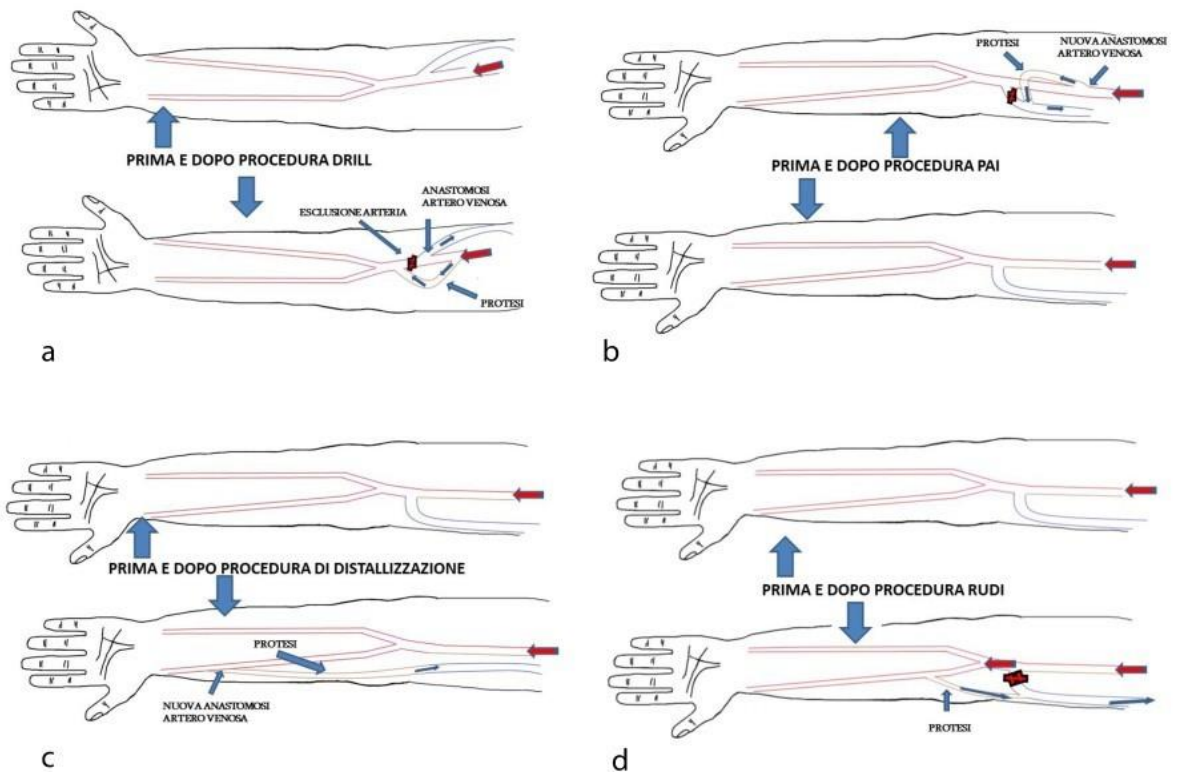 PRIMA E DOPO PROCEDURA DRILL
ESCLUSIONE ARTERIA
ANASTOMOSI
ARTERO VENOSA
PROTESI
a
PROTESI
NUOVA ANASTOMOSI
ARTERO VENOSA
PRIMA E DOPO PROCEDURA PAI
b
PRIMA E DOPO PROCEDURA DI DISTALLIZZAZIONE
PROTESI
NUOVA ANASTOMOSI
ARTERO VENOSA
c
PRIMA E DOPO PROCEDURA RUDI
PROTESI
d